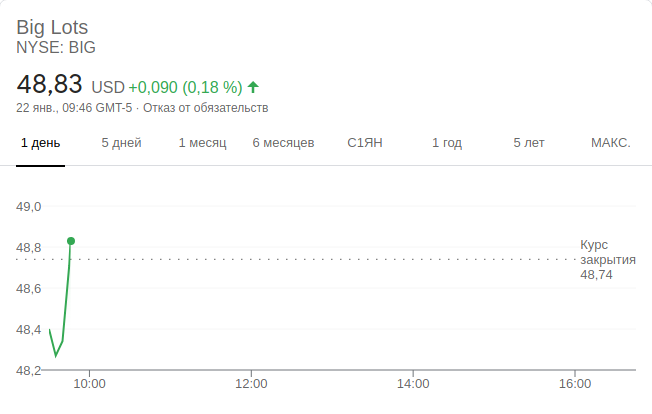 Big Lots
NYSE: BIG
48,83 USD +0,090 (0,18 %)
22 янв., 09:46 GMT-5 · Отказ от обязательств
1 день 5 дней 1 месяц 6 месяцев С1ЯН 1 год 5 лет МАКС.
49,0
48,8
48,6
48,4
48,2
Курс
закрытия
48,74
10:00 12:00 14:00 16:00